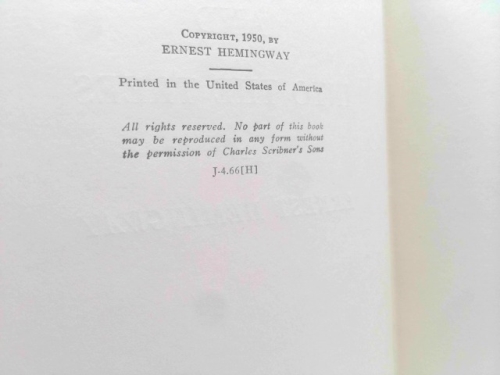 COPYRIGHT, 1950, BY
ERNEST HEMINGWAY
Printed in the United States of America
All rights reserved. No part of this book
may be reproduced in any form without
the permission of Charles Scribner's Sons
J-4.66[H]